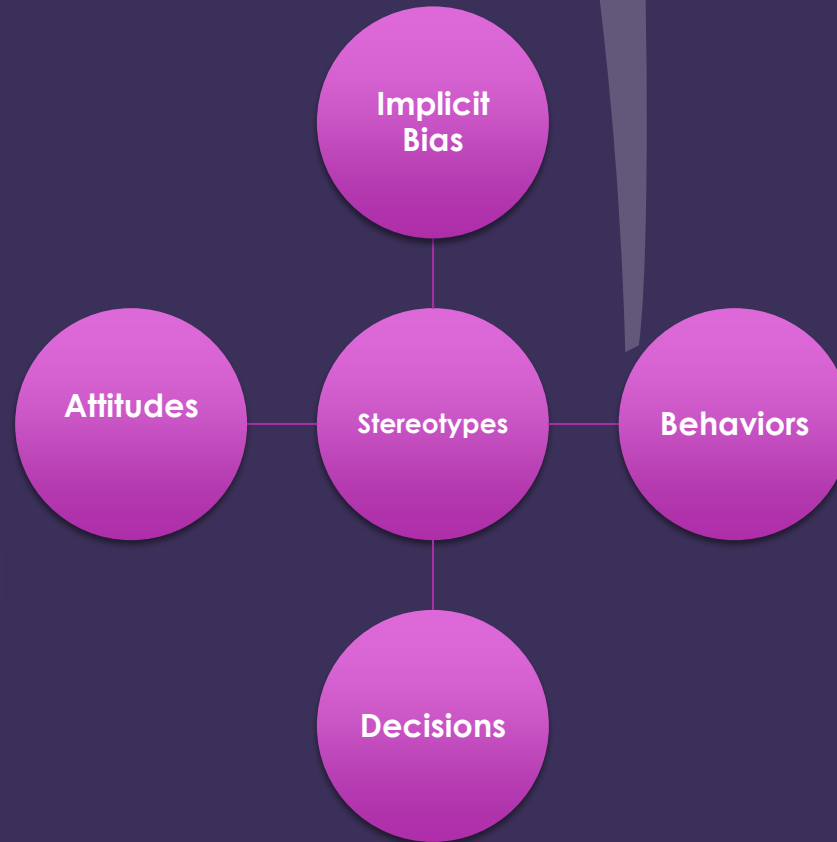 Implicit
Bias
Attitudes
Stereotypes
Behaviors
Decisions